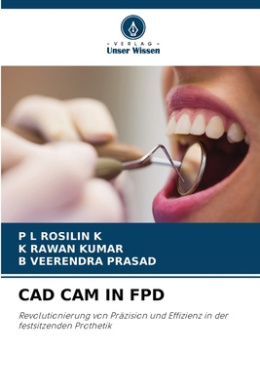 VERLAG
Unser Wissen
P L ROSILIN K
K RAWAN KUMAR
B VEERENDRA PRASAD
CAD CAM IN FPD
Revolutionierung von Präzision und Effizienz in der
festsitzenden Prothetik